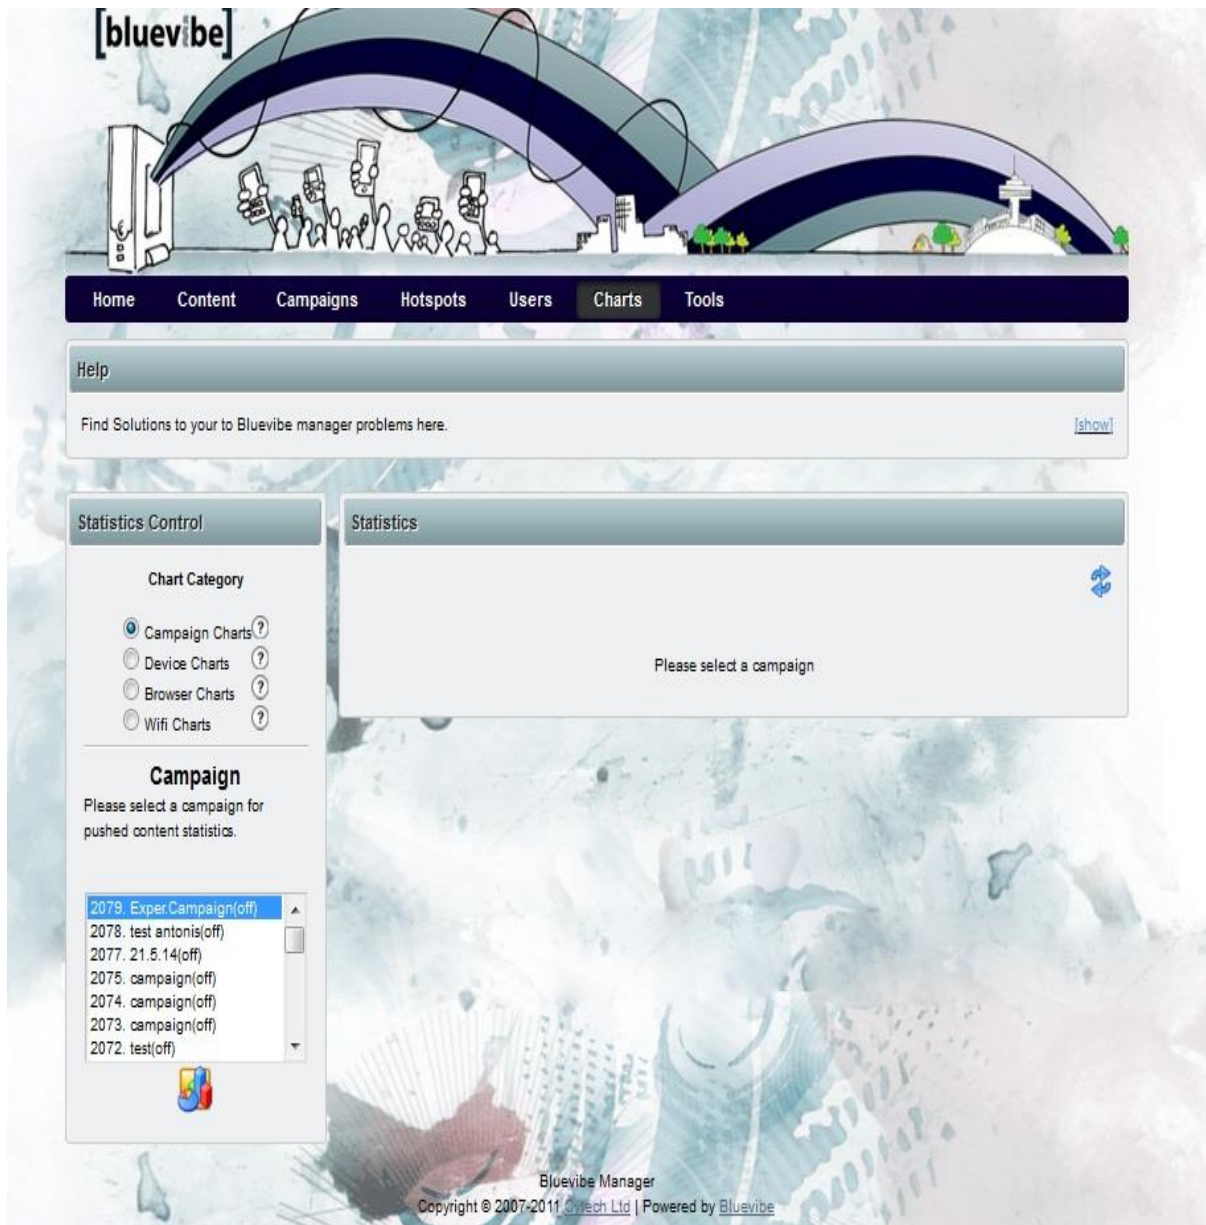 [bluevibe]
Home Content Campaigns Hotspots Users Charts Tools
Help
Find Solutions to your to Bluevibe manager problems here. [show]
Statistics Control
Chart Category
Campaign Charts ?
Device Charts ?
Browser Charts ?
Wifi Charts ?
Campaign
Please select a campaign for
pushed content statistics.
2079. Exper.Campaign(off)
2078. test antonis(off)
2077. 21.5.14(off)
2075. campaign(off)
2074. campaign(off)
2073. campaign(off)
2072. test(off)
Statistics
Please select a campaign
Bluevibe Manager
Copyright © 2007-2011 Cytech Ltd | Powered by Bluevibe